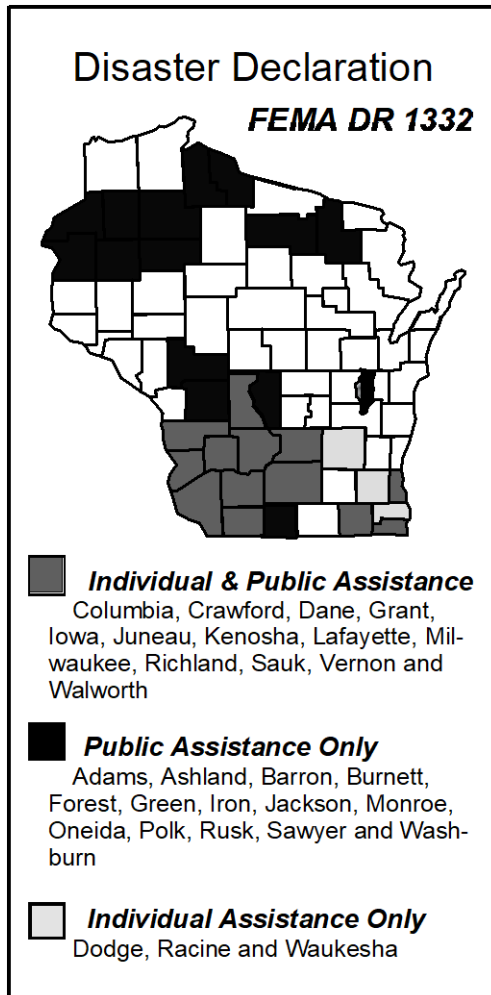 Disaster Declaration
FEMA DR 1332
Individual & Public Assistance
Columbia, Crawford, Dane, Grant,
Iowa, Juneau, Kenosha, Lafayette, Mil-
waukee, Richland, Sauk, Vernon and
Walworth
Public Assistance Only
Adams, Ashland, Barron, Burnett,
Forest, Green, Iron, Jackson, Monroe,
Oneida, Polk, Rusk, Sawyer and Wash-
burn
Individual Assistance Only
Dodge, Racine and Waukesha